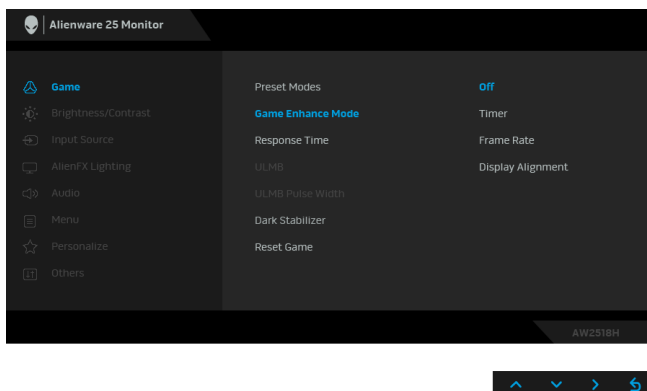 Alienware 25 Monitor
Game
Preset Modes
Off
Brightness/Contrast
Game Enhance Mode
Timer
Input Source
Response Time
Frame Rate
AlienFX Lighting
ULMB
Display Alignment
Audio
ULMB Pulse Width
Menu
Dark Stabilizer
Personalize
Reset Game
Others
AW2518H